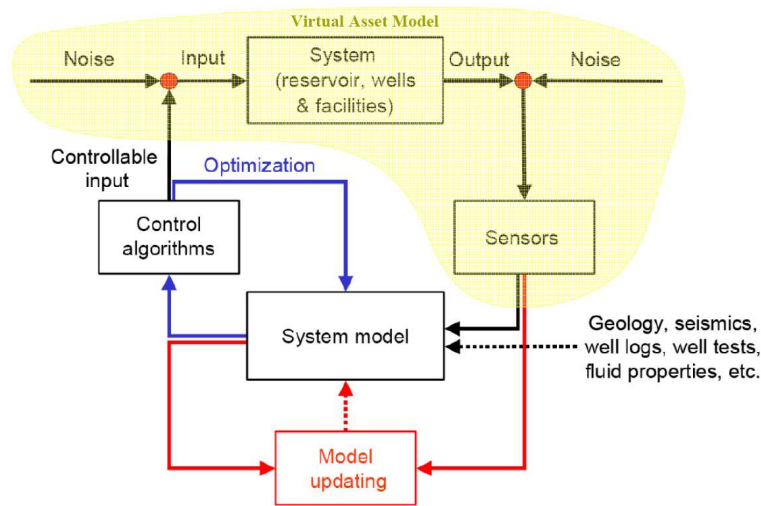 Virtual Asset Model
Noise
Input
System
(reservoir, wells
& facilities)
Output
Noise
Controllable
input
Optimization
Control
algorithms
Sensors
System model
Geology, seismics,
well logs, well tests,
fluid properties, etc.
Model
updating